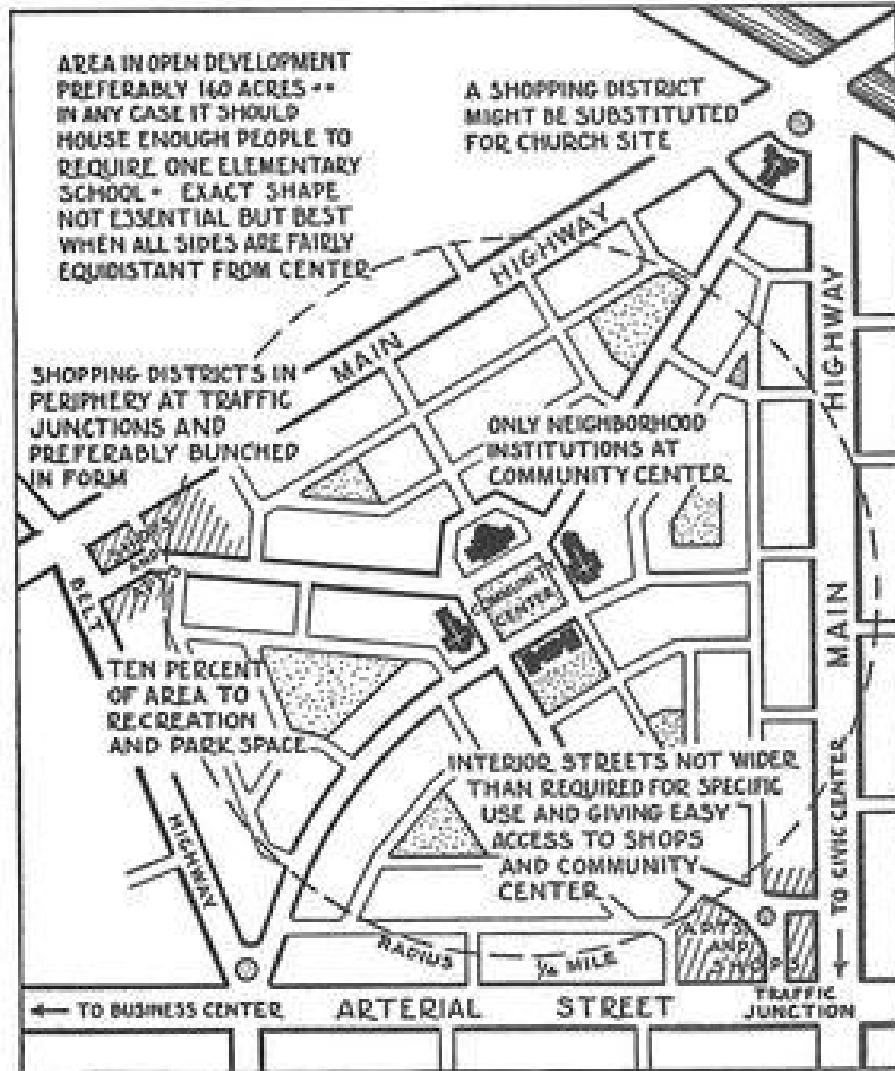 AREA IN OPEN DEVELOPMENT
PREFERABLY 160 ACRES --
IN ANY CASE IT SHOULD
HOUSE ENOUGH PEOPLE TO
REQUIRE ONE ELEMENTARY
SCHOOL - EXACT SHAPE
NOT ESSENTIAL BUT BEST
WHEN ALL SIDES ARE FAIRLY
EQUIDISTANT FROM CENTER
A SHOPPING DISTRICT
MIGHT BE SUBSTITUTED
FOR CHURCH SITE
MAIN HIGHWAY
HIGHWAY MAIN
SHOPPING DISTRICTS IN
PERIPHERY AT TRAFFIC
JUNCTIONS AND
PREFERABLY BUNCHED
IN FORM
ONLY NEIGHBORHOOD
INSTITUTIONS AT
COMMUNITY CENTER
SHOPS
AND
APTS
COMMUNITY
CENTER
BELT
HIGHWAY
TEN PERCENT
OF AREA TO
RECREATION
AND PARK SPACE
INTERIOR STREETS NOT WIDER
THAN REQUIRED FOR SPECIFIC
USE AND GIVING EASY
ACCESS TO SHOPS
AND COMMUNITY
CENTER
TO CIVIC CENTER
APTS
AND
SHOPS
RADIUS
1/4 MILE
TRAFFIC
JUNCTION
TO BUSINESS CENTER
ARTERIAL STREET